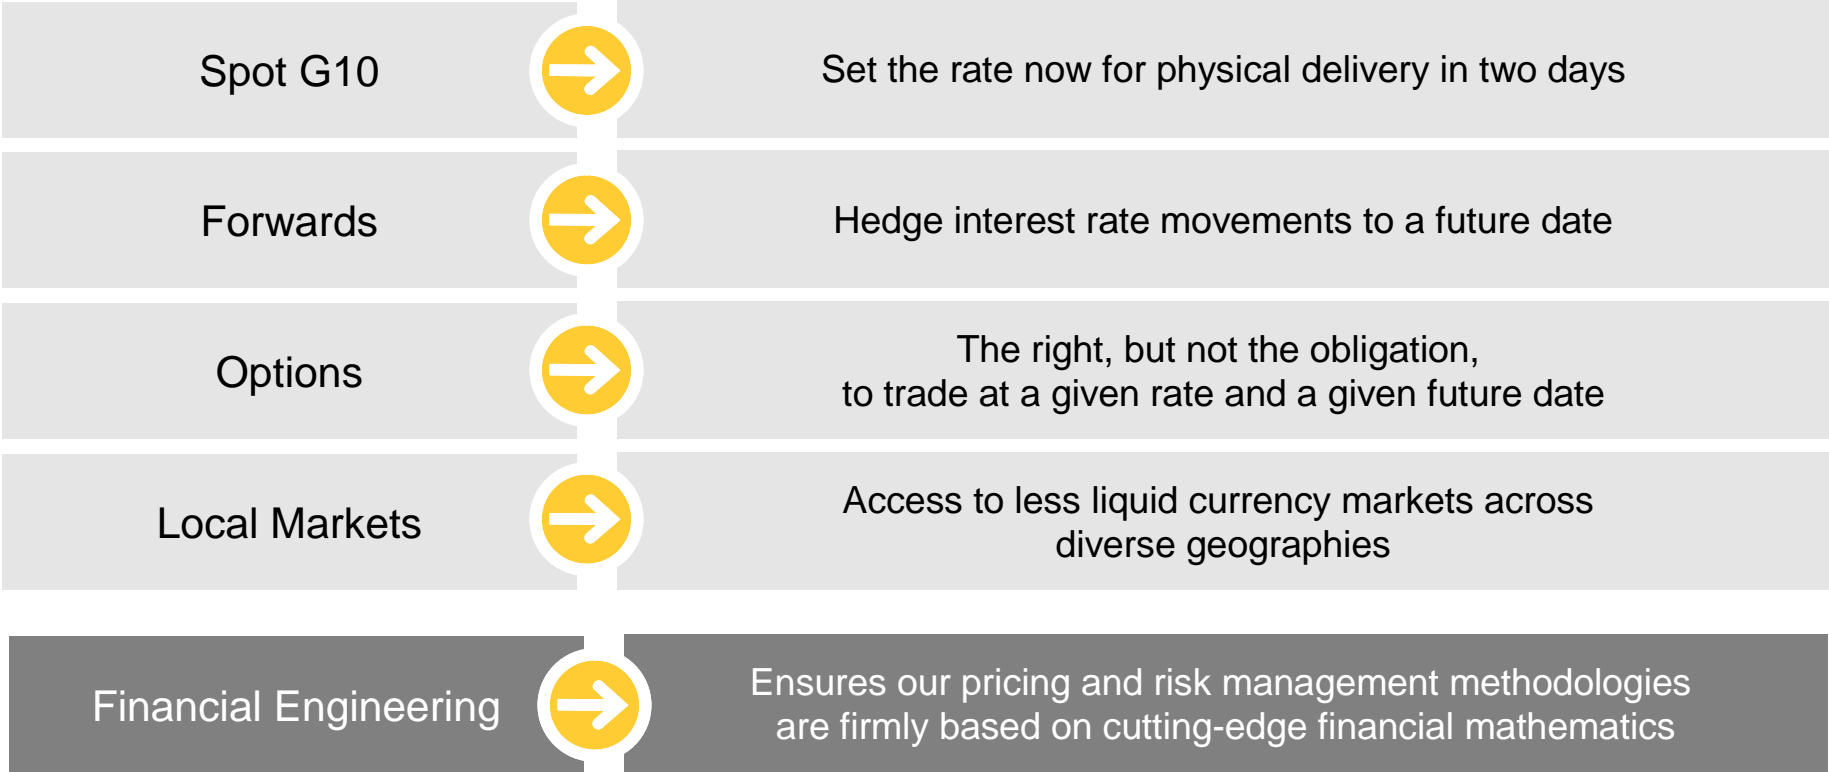 Spot G10
Set the rate now for physical delivery in two days
Forwards
Hedge interest rate movements to a future date
Options
The right, but not the obligation,
to trade at a given rate and a given future date
Local Markets
Access to less liquid currency markets across
diverse geographies
Financial Engineering
Ensures our pricing and risk management methodologies
are firmly based on cutting-edge financial mathematics